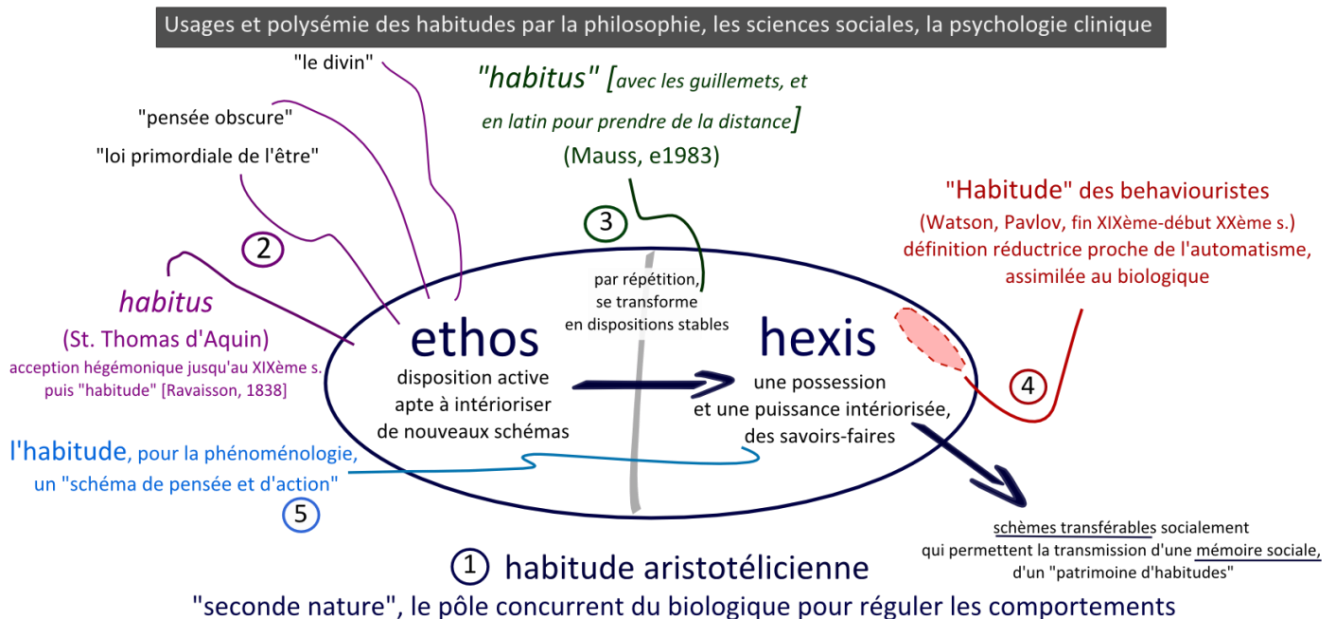 Usages et polysémie des habitudes par la philosophie, les sciences sociales, la psychologie clinique
"le divin"
"pensée obscure"
"loi primordiale de l'être"
2
habitus
(St. Thomas d'Aquin)
acception hégémonique jusqu'au XIXème s.
puis "habitude" [Ravaisson, 1838]
"habitus" [avec les guillemets, et
en latin pour prendre de la distance]
(Mauss, e1983)
3
"Habitude" des behaviouristes
(Watson, Pavlov, fin XIXème-début XXème s.)
définition réductrice proche de l'automatisme,
assimilée au biologique
4
par répétition,
se transforme
en dispositions stables
ethos
disposition active
apte à intérioriser
de nouveaux schémas
hexis
une possession
et une puissance intériorisée,
des savoirs-faires
l'habitude, pour la phénoménologie,
un "schéma de pensée et d'action"
5
schèmes transférables socialement
qui permettent la transmission d'une mémoire sociale,
d'un "patrimoine d'habitudes"
1 habitude aristotélicienne
"seconde nature", le pôle concurrent du biologique pour réguler les comportements